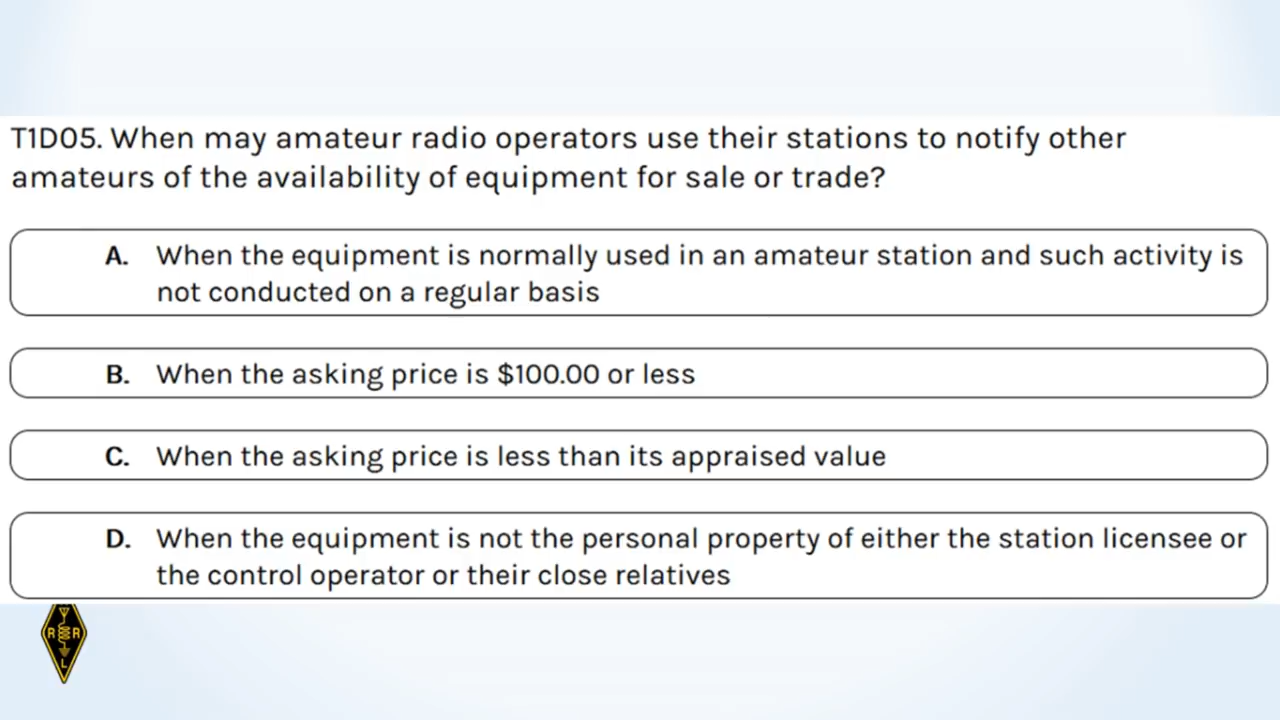 T1D05. When may amateur radio operators use their stations to notify other
amateurs of the availability of equipment for sale or trade?
A. When the equipment is normally used in an amateur station and such activity is
not conducted on a regular basis
B. When the asking price is $100.00 or less
C. When the asking price is less than its appraised value
D. When the equipment is not the personal property of either the station licensee or
the control operator or their close relatives
R R
L